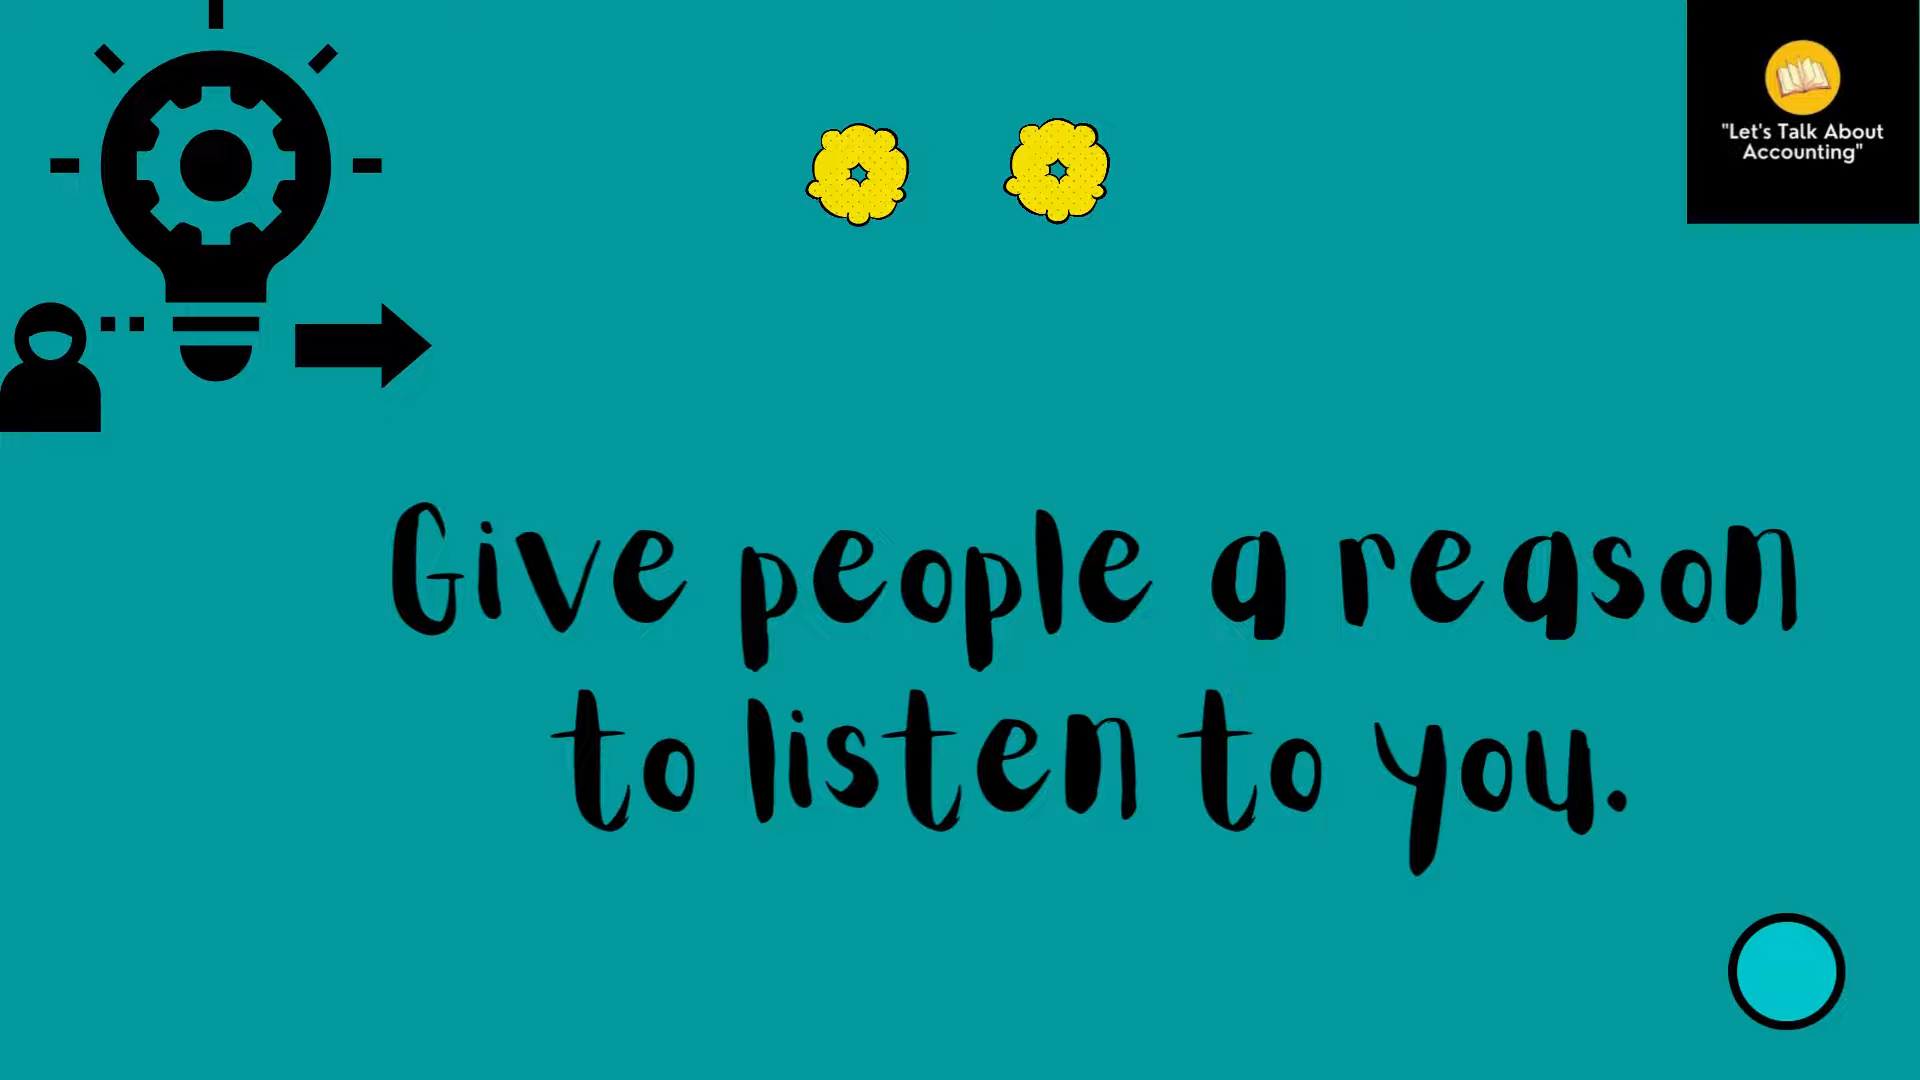 "Let's Talk About
Accounting"
Give people a reason
to listen to you.